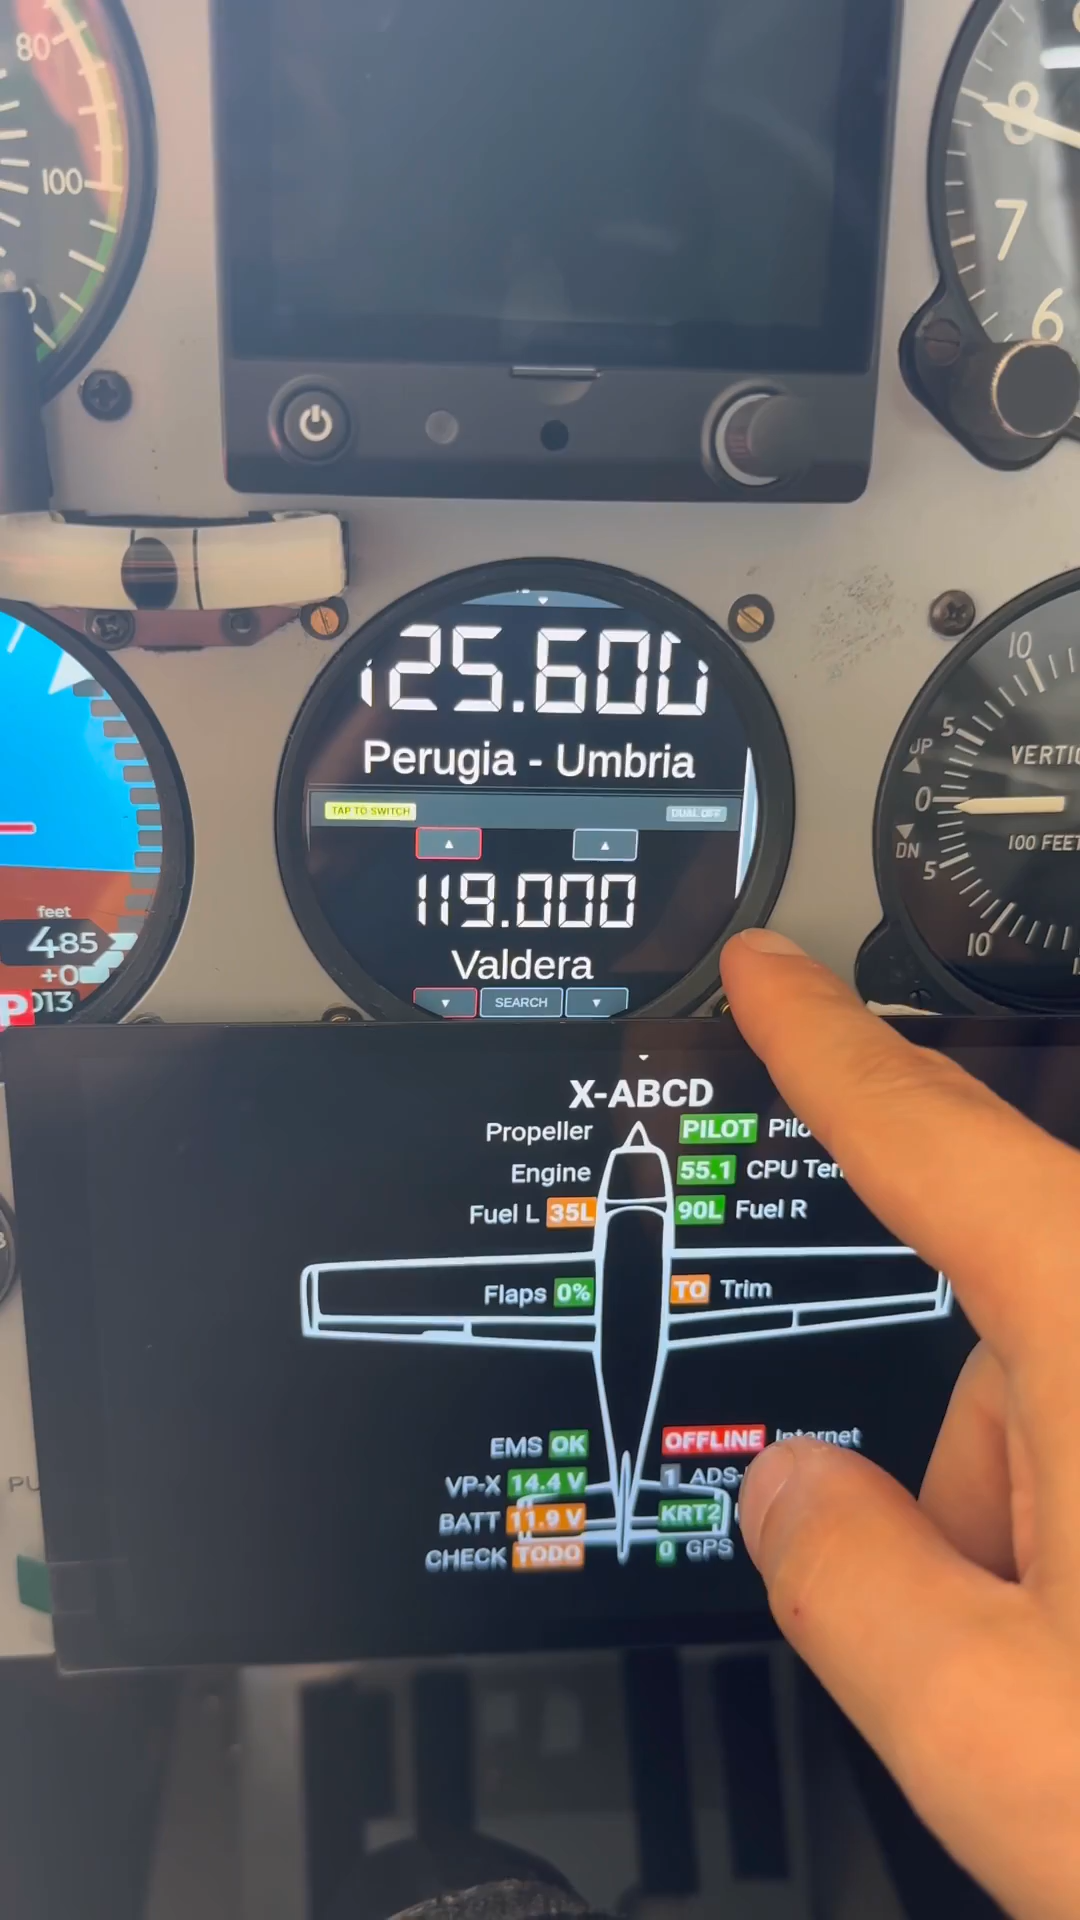 80
100
8
7
6
125.600
Perugia - Umbria
TAP TO SWITCH
DUAL OFF
▲ ▲
119.000
Valdera
▼ SEARCH ▼
feet
485
+0
013
P
10
5
UP
0
DN
5
10
100 FEET
X-ABCD
Propeller
PILOT
Engine
55.1 CPU
Fuel L 35L
90L Fuel R
Flaps 0%
TO Trim
EMS OK
OFFLINE Internet
VP-X 14.4 V
1
BATT 11.9 V
KRT2
CHECK TODO
0 GPS